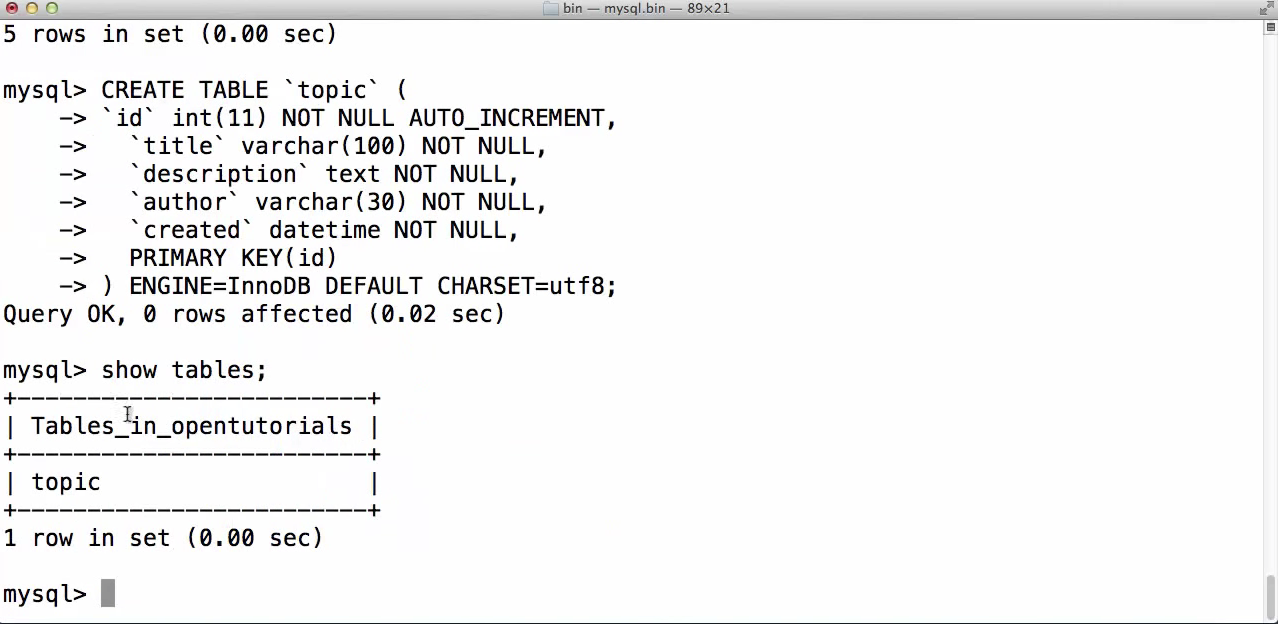 bin — mysql.bin — 89×21
5 rows in set (0.00 sec)
mysql> CREATE TABLE `topic` (
    -> `id` int(11) NOT NULL AUTO_INCREMENT,
    ->   `title` varchar(100) NOT NULL,
    ->   `description` text NOT NULL,
    ->   `author` varchar(30) NOT NULL,
    ->   `created` datetime NOT NULL,
    ->   PRIMARY KEY(id)
    -> ) ENGINE=InnoDB DEFAULT CHARSET=utf8;
Query OK, 0 rows affected (0.02 sec)
mysql> show tables;
+-------------------------+
| Tables_in_opentutorials |
+-------------------------+
| topic                   |
+-------------------------+
1 row in set (0.00 sec)
mysql>